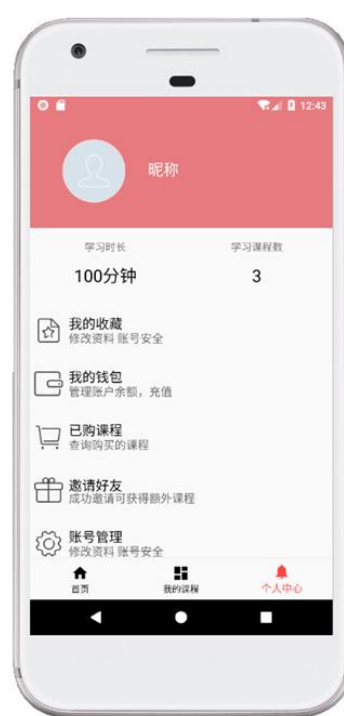 12:43
昵称
学习时长 学习课程数
100分钟 3
我的收藏
修改资料 账号安全
我的钱包
管理账户余额，充值
已购课程
查询购买的课程
邀请好友
成功邀请可获得额外课程
账号管理
修改资料 账号安全
首页 我的课程 个人中心